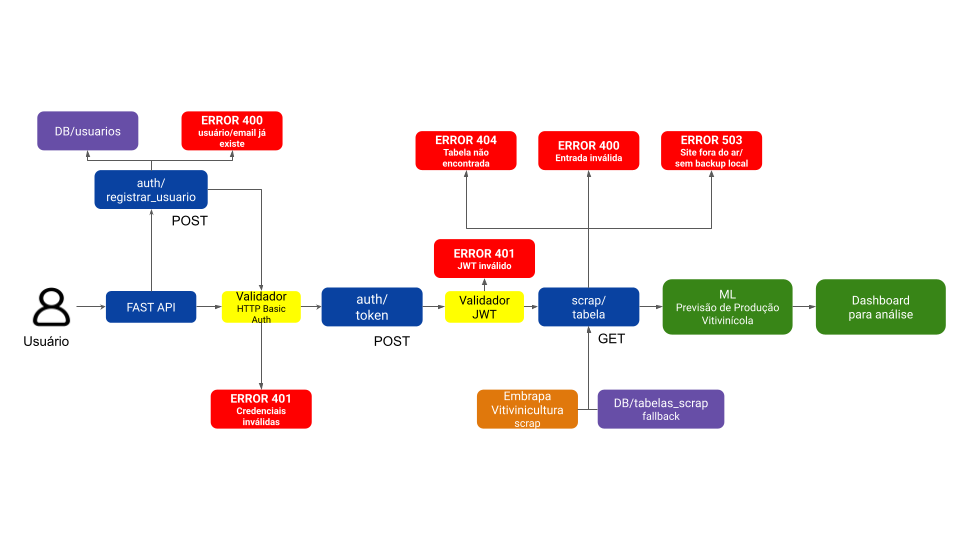 DB/usuarios
ERROR 400
usuário/email já
existe
auth/
registrar_usuario
POST
ERROR 404
Tabela não
encontrada
ERROR 400
Entrada inválida
ERROR 503
Site fora do ar/
sem backup local
ERROR 401
JWT inválido
Usuário
FAST API
Validador
HTTP Basic
Auth
auth/
token
POST
Validador
JWT
scrap/
tabela
GET
ML
Previsão de Produção
Vitivinícola
Dashboard
para análise
ERROR 401
Credenciais
inválidas
Embrapa
Vitivinicultura
scrap
DB/tabelas_scrap
fallback